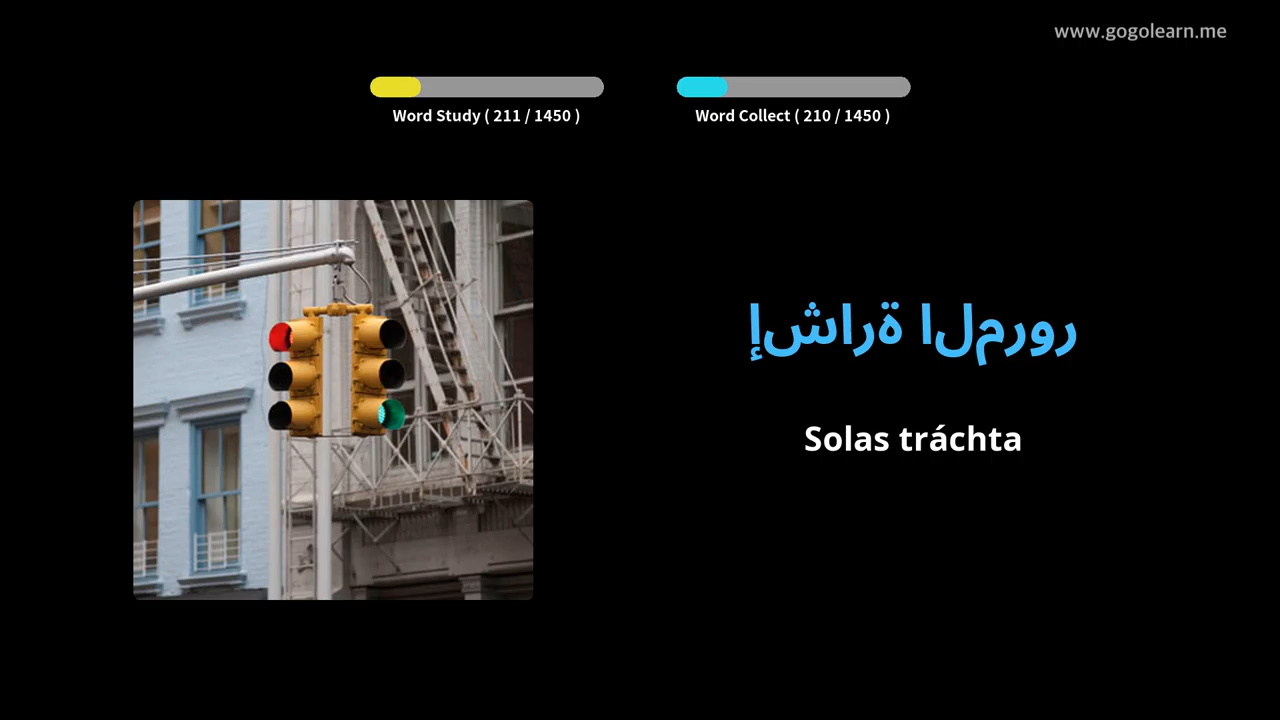 www.gogolearn.me
Word Study ( 211 / 1450 )
Word Collect ( 210 / 1450 )
إشارة المرور
Solas tráchta